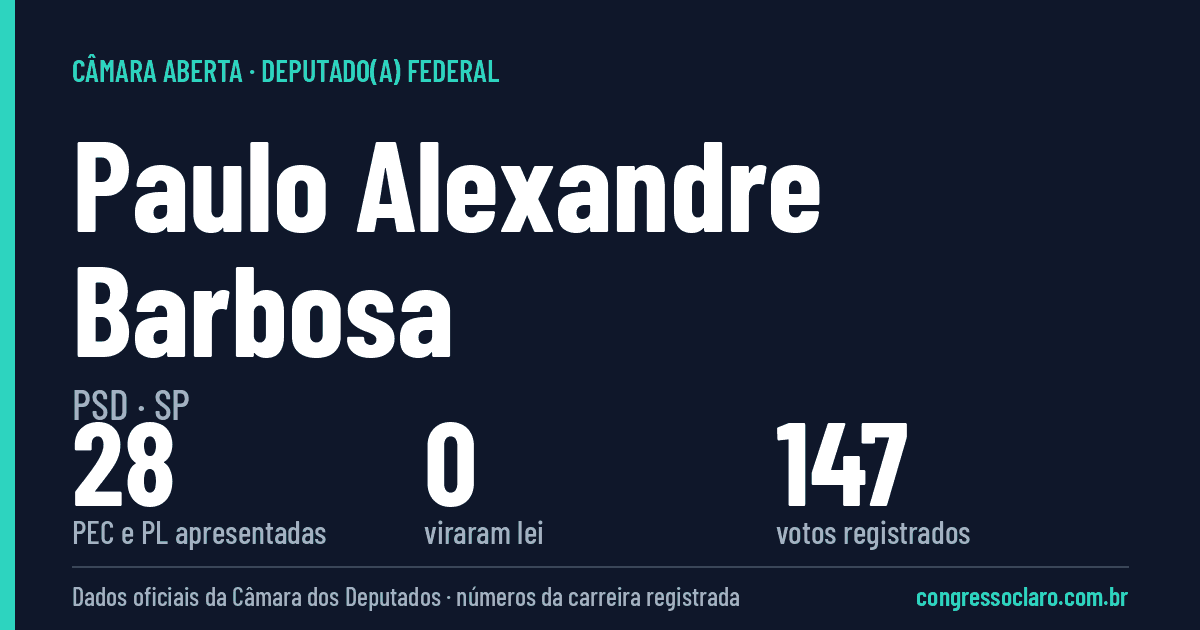 CÂMARA ABERTA · DEPUTADO(A) FEDERAL
Paulo Alexandre
Barbosa
PSD · SP
28 0 147
PEC e PL apresentadas viraram lei votos registrados
Dados oficiais da Câmara dos Deputados · números da carreira registrada congressoclaro.com.br